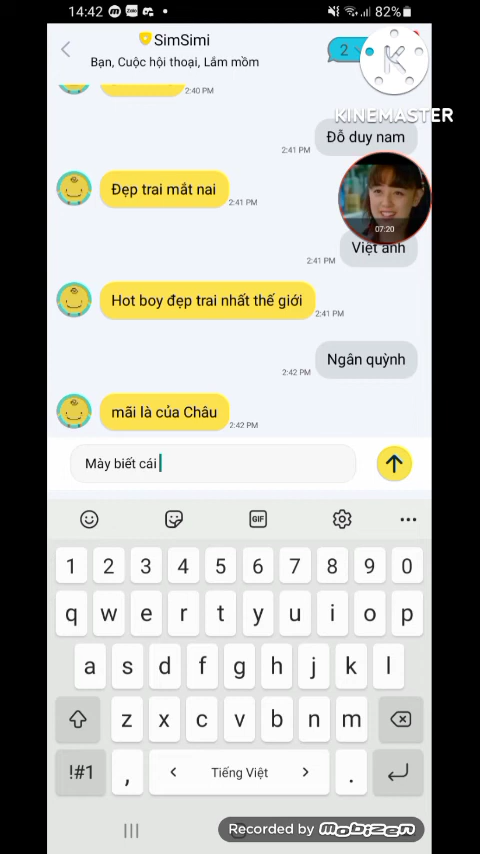 14:42
82%
SimSimi
2
Bạn, Cuộc hội thoại, Lắm mồm
KINEMASTER
2:40 PM
Đỗ duy nam
2:41 PM
Đẹp trai mắt nai
2:41 PM
07:20
Việt anh
2:41 PM
Hot boy đẹp trai nhất thế giới
2:41 PM
Ngân quỳnh
2:42 PM
mãi là của Châu
2:42 PM
Mày biết cái
GIF
1 2 3 4 5 6 7 8 9 0
q w e r t y u i o p
a s d f g h j k l
z x c v b n m
!#1 , < Tiếng Việt > .
Recorded by mobizen